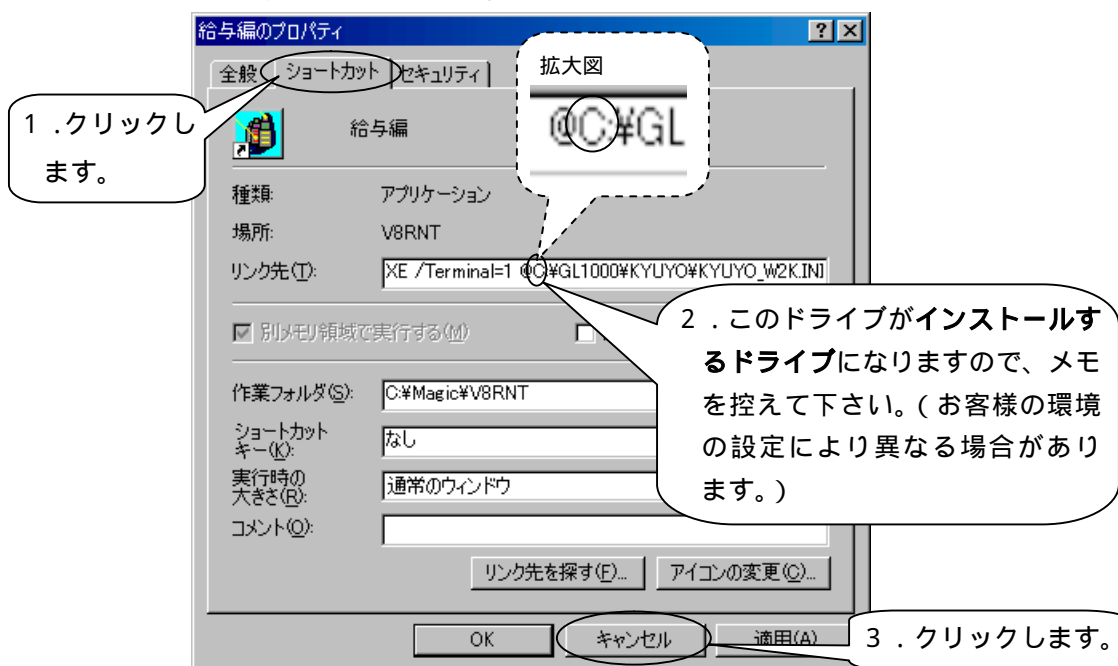 給与編のプロパティ
全般
ショートカット
セキュリティ
拡大図
@C:¥GL
1.クリックし
ます。
給与編
種類:
アプリケーション
場所:
V8RNT
リンク先(T):
XE /Terminal=1 @C:¥GL1000¥KYUYO¥KYUYO_W2K.INI
別メモリ領域で実行する(M)
2.このドライブがインストールす
るドライブになりますので、メモ
を控えて下さい。(お客様の環境
の設定により異なる場合があり
ます。)
作業フォルダ(S):
C:¥Magic¥V8RNT
ショートカット
キー(K):
なし
実行時の
大きさ(R):
通常のウィンドウ
コメント(O):
リンク先を探す(F)...
アイコンの変更(C)...
OK
キャンセル
適用(A)
3.クリックします。